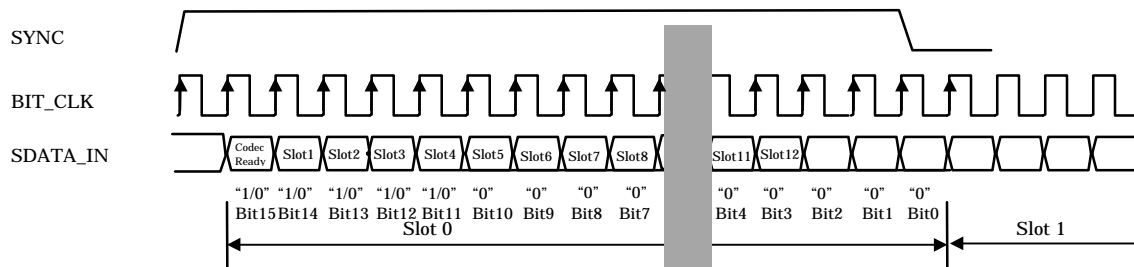 SYNC
BIT_CLK
SDATA_IN
Codec Ready Slot1 Slot2 Slot3 Slot4 Slot5 Slot6 Slot7 Slot8 Slot11 Slot12
“1/0” “1/0” “1/0” “1/0” “1/0” “0” “0” “0” “0” “0” “0” “0” “0” “0”
Bit15 Bit14 Bit13 Bit12 Bit11 Bit10 Bit9 Bit8 Bit7 Bit4 Bit3 Bit2 Bit1 Bit0
Slot 0 Slot 1